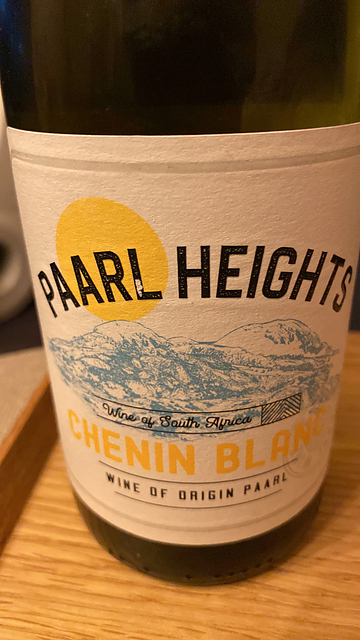 PAARL HEIGHTS
Wine of South Africa
CHENIN BLANC
WINE OF ORIGIN PAARL